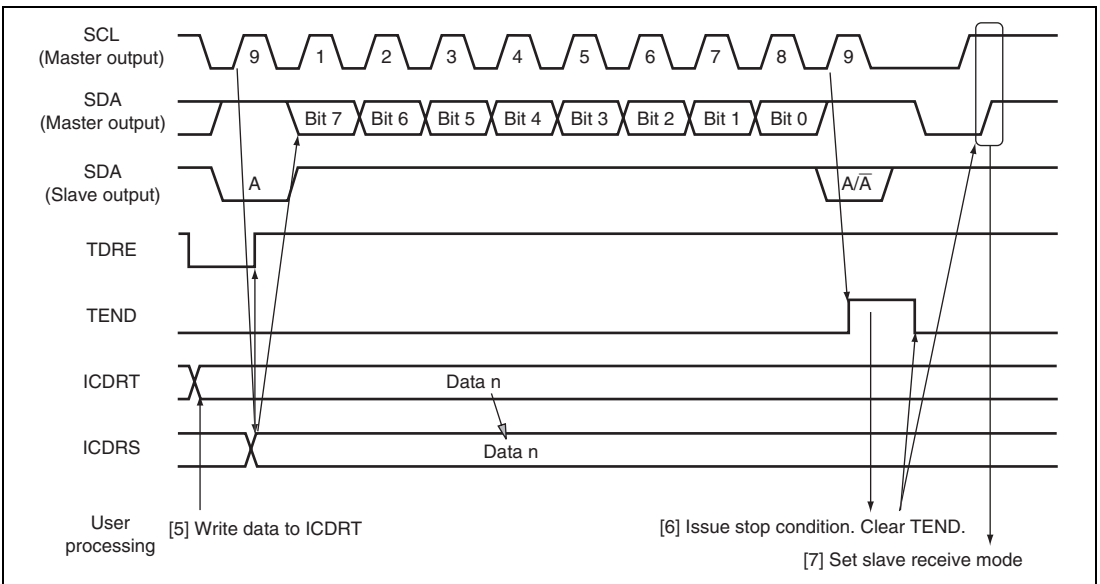 SCL
(Master output)
9 1 2 3 4 5 6 7 8 9
SDA
(Master output)
Bit 7 Bit 6 Bit 5 Bit 4 Bit 3 Bit 2 Bit 1 Bit 0
SDA
(Slave output)
A A/A̅
TDRE
TEND
ICDRT
Data n
ICDRS
Data n
User
processing
[5] Write data to ICDRT
[6] Issue stop condition. Clear TEND.
[7] Set slave receive mode